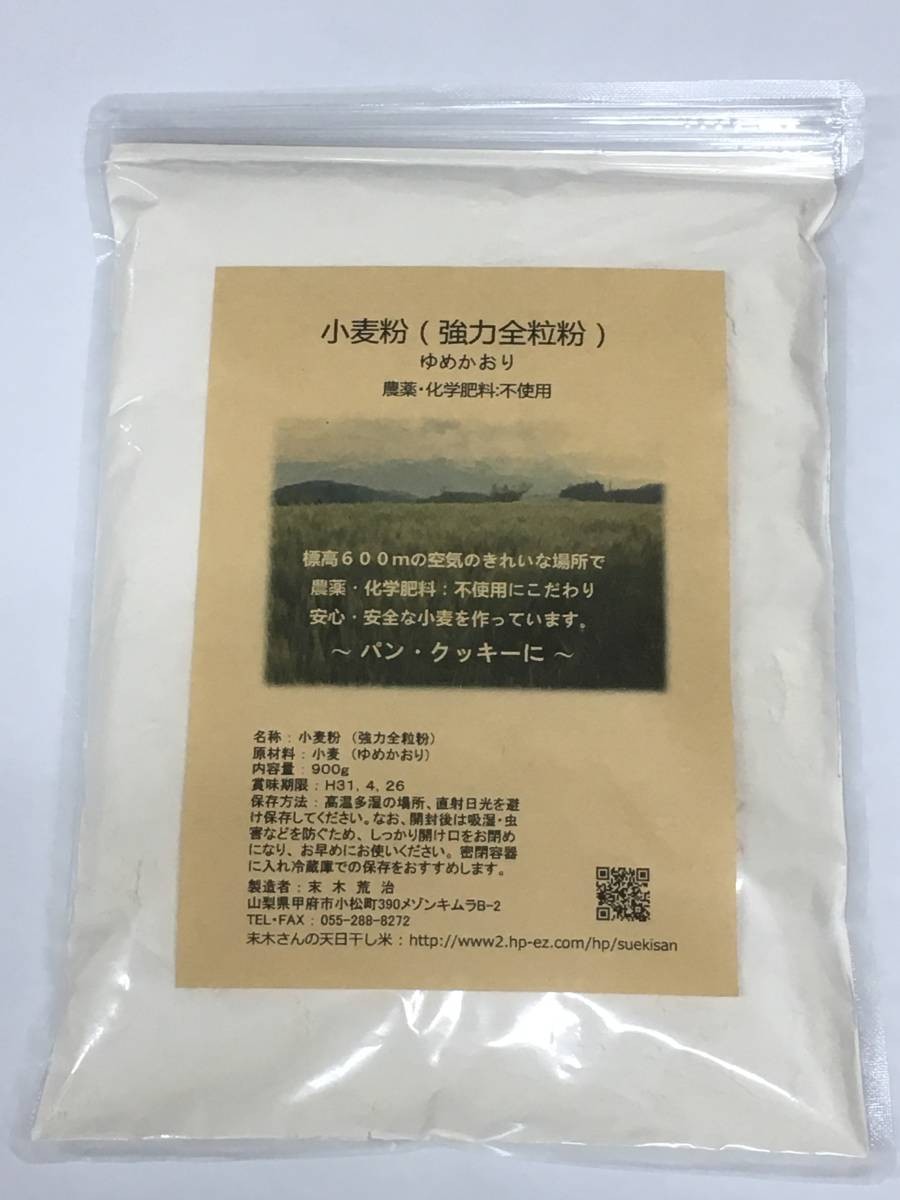 小麦粉（強力全粒粉）
ゆめかおり
農薬・化学肥料:不使用
標高６００ｍの空気のきれいな場所で
農薬・化学肥料：不使用にこだわり
安心・安全な小麦を作っています。
～ パン・クッキーに ～
名称：小麦粉 （強力全粒粉）
原材料：小麦 （ゆめかおり）
内容量：900g
賞味期限：H31, 4, 26
保存方法：高温多湿の場所、直射日光を避
け保存してください。なお、開封後は吸湿・虫
害などを防ぐため、しっかり開け口をお閉め
になり、お早めにお使いください。密閉容器
に入れ冷蔵庫での保存をおすすめします。
製造者：末 木 荒 治
山梨県甲府市小松町390メゾンキムラB-2
TEL・FAX：055-288-8272
末木さんの天日干し米：http://www2.hp-ez.com/hp/suekisan